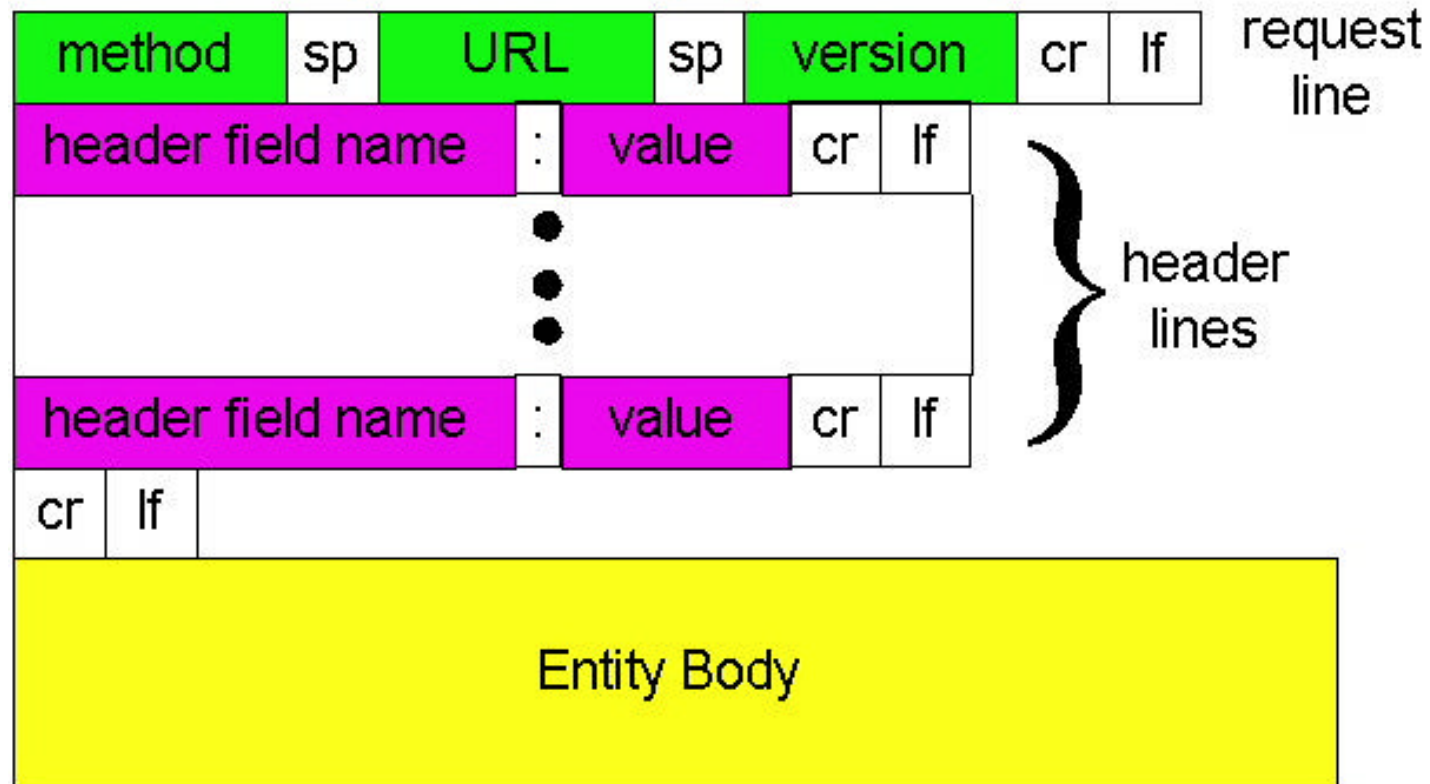 method sp URL sp version cr lf
request
line
header field name : value cr lf
header
lines
header field name : value cr lf
cr lf
Entity Body